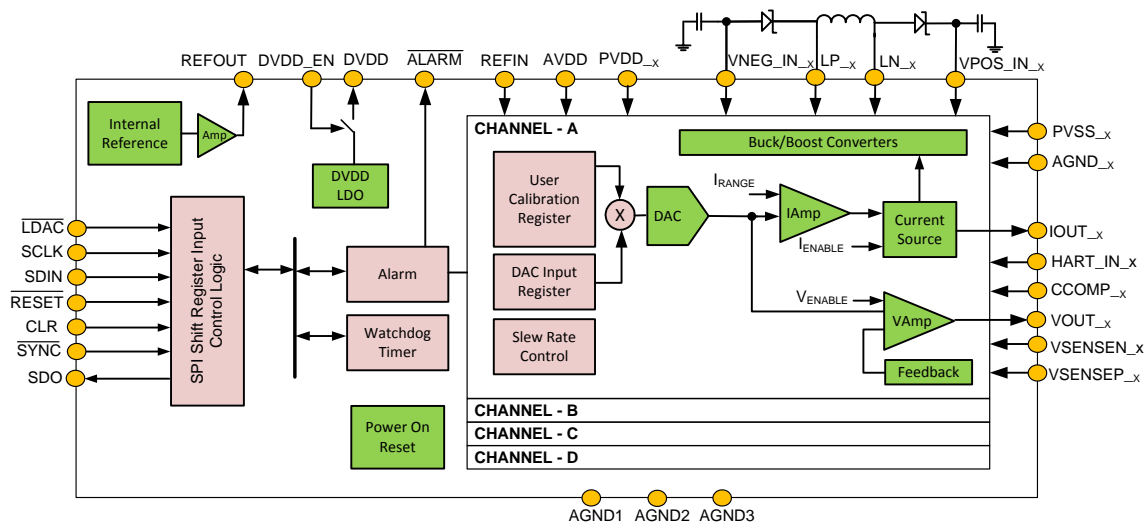 REFOUT
DVDD_EN
DVDD
ALARM
REFIN
AVDD
PVDD_x
VNEG_IN_x
LP_x
LN_x
VPOS_IN_x
Internal
Reference
Amp
DVDD
LDO
LDAC
SCLK
SDIN
RESET
CLR
SYNC
SDO
SPI Shift Register Input
Control Logic
Alarm
Watchdog
Timer
Power On
Reset
CHANNEL - A
User
Calibration
Register
DAC Input
Register
Slew Rate
Control
X
DAC
Buck/Boost Converters
IRANGE
IAmp
IENABLE
Current
Source
VENABLE
VAmp
Feedback
CHANNEL - B
CHANNEL - C
CHANNEL - D
PVSS_x
AGND_x
IOUT_x
HART_IN_x
CCOMP_x
VOUT_x
VSENSEN_x
VSENSEP_x
AGND1
AGND2
AGND3